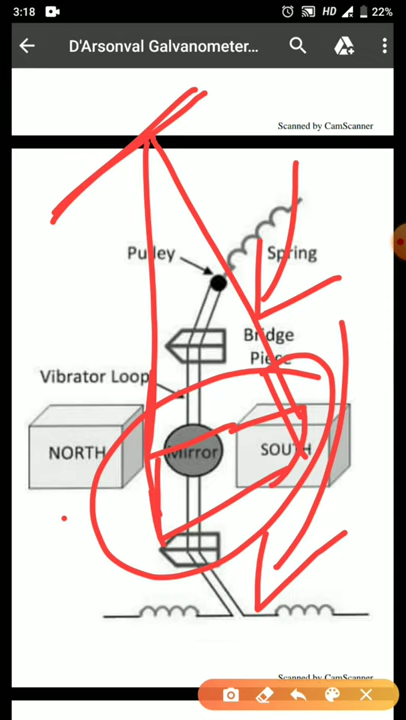 3:18 HD 22%
D'Arsonval Galvanometer...
Scanned by CamScanner
Pulley
Spring
Bridge
Piece
Vibrator Loop
NORTH
Mirror
SOUTH
Scanned by CamScanner